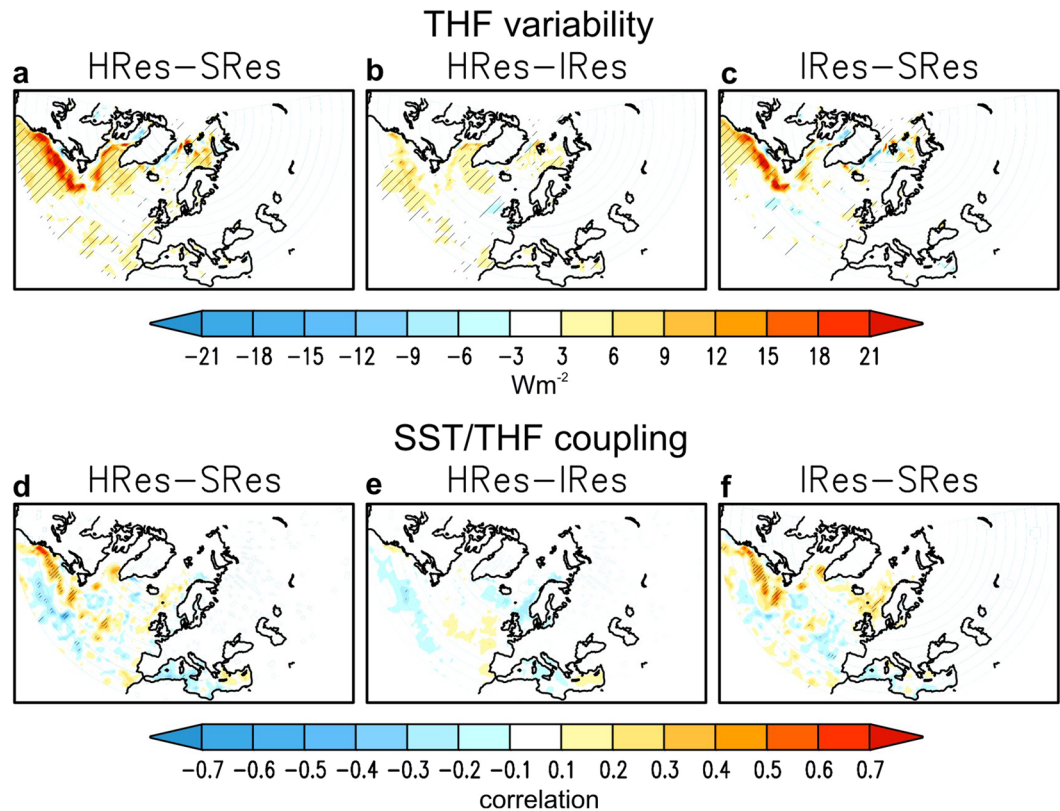 THF variability
a HRes−SRes b HRes−IRes c IRes−SRes
−21 −18 −15 −12 −9 −6 −3 3 6 9 12 15 18 21
Wm⁻²
SST/THF coupling
d HRes−SRes e HRes−IRes f IRes−SRes
−0.7 −0.6 −0.5 −0.4 −0.3 −0.2 −0.1 0.1 0.2 0.3 0.4 0.5 0.6 0.7
correlation